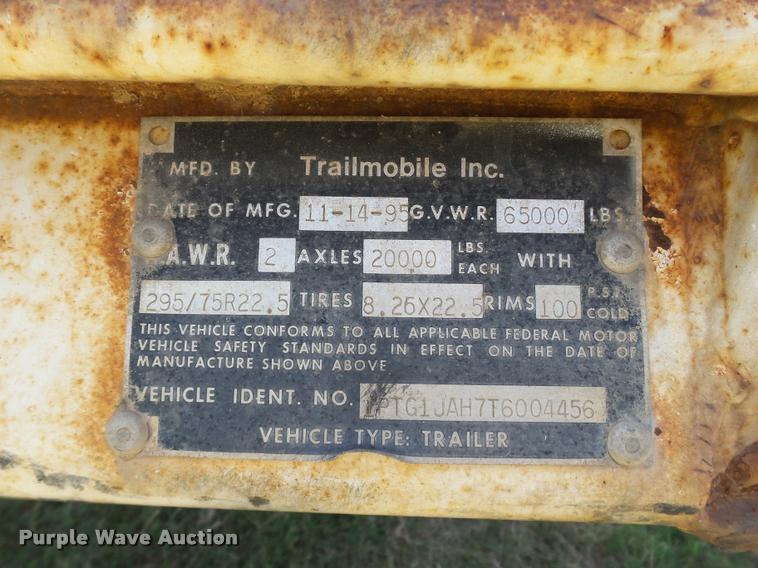 MFD. BY Trailmobile Inc.
DATE OF MFG. 11-14-95 G.V.W.R. 65000 LBS.
G.A.W.R. 2 AXLES 20000 LBS. EACH WITH
295/75R22.5 TIRES 8.26X22.5 RIMS 100 P.S.I. COLD
THIS VEHICLE CONFORMS TO ALL APPLICABLE FEDERAL MOTOR
VEHICLE SAFETY STANDARDS IN EFFECT ON THE DATE OF
MANUFACTURE SHOWN ABOVE
VEHICLE IDENT. NO. 1PTG1JAH7T6004456
VEHICLE TYPE: TRAILER
Purple Wave Auction